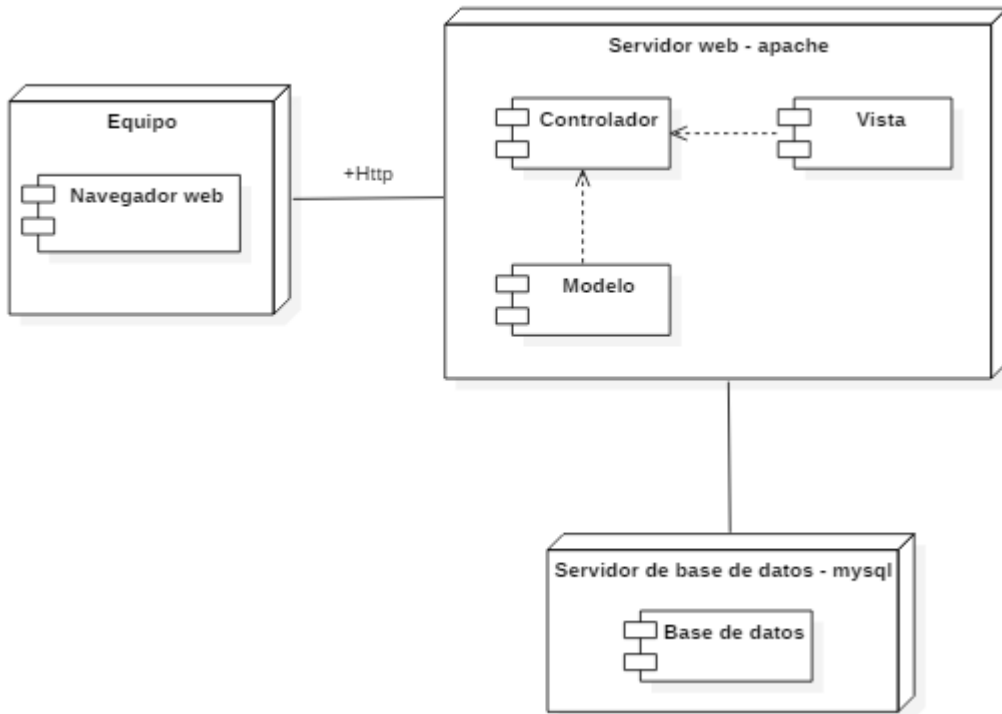 Servidor web - apache
Equipo
Controlador
Vista
+Http
Navegador web
Modelo
Servidor de base de datos - mysql
Base de datos